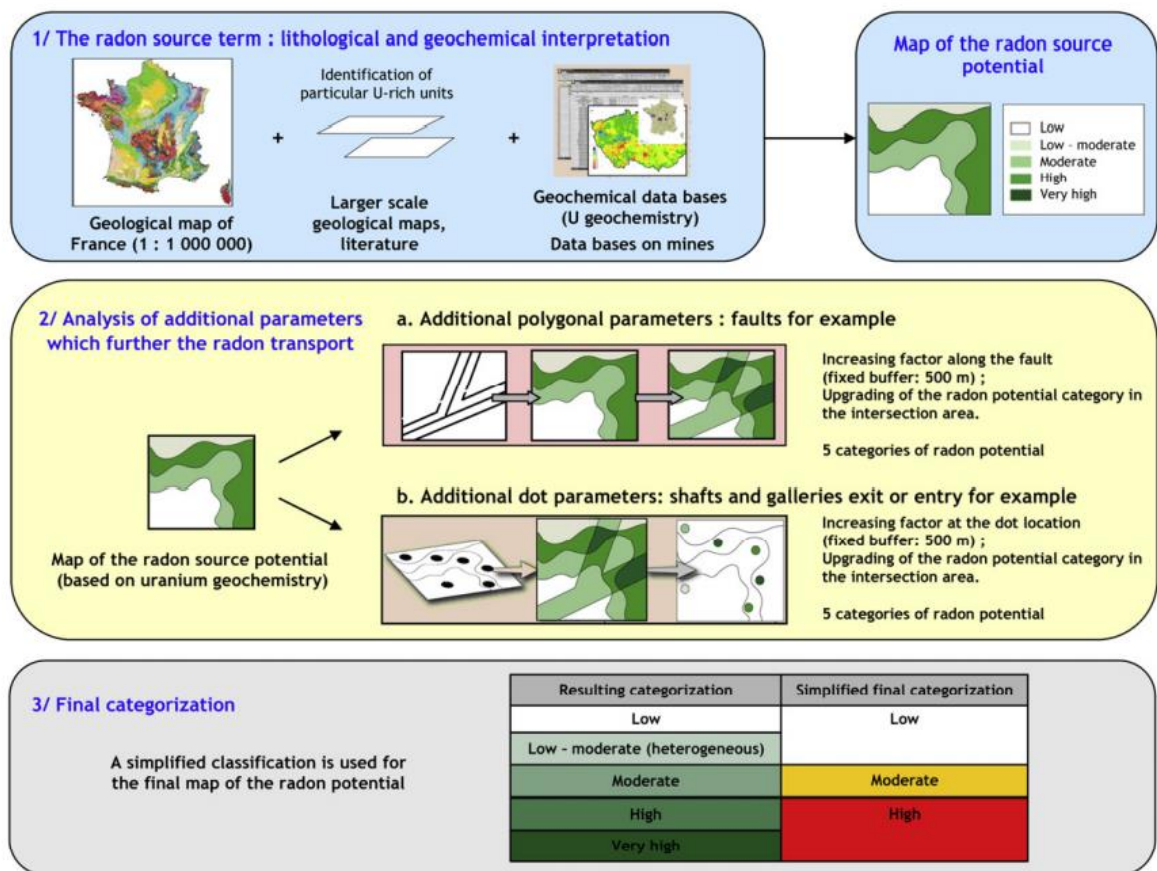 1/ The radon source term : lithological and geochemical interpretation
Identification of
particular U-rich units
+
+
Geological map of
France (1 : 1 000 000)
Larger scale
geological maps,
literature
Geochemical data bases
(U geochemistry)
Data bases on mines
Map of the radon source
potential
Low
Low – moderate
Moderate
High
Very high
2/ Analysis of additional parameters
which further the radon transport
Map of the radon source potential
(based on uranium geochemistry)
a. Additional polygonal parameters : faults for example
Increasing factor along the fault
(fixed buffer: 500 m) ;
Upgrading of the radon potential category in
the intersection area.
5 categories of radon potential
b. Additional dot parameters: shafts and galleries exit or entry for example
Increasing factor at the dot location
(fixed buffer: 500 m) ;
Upgrading of the radon potential category in
the intersection area.
5 categories of radon potential
3/ Final categorization
A simplified classification is used for
the final map of the radon potential
Resulting categorization Simplified final categorization
Low Low
Low – moderate (heterogeneous)
Moderate Moderate
High High
Very high